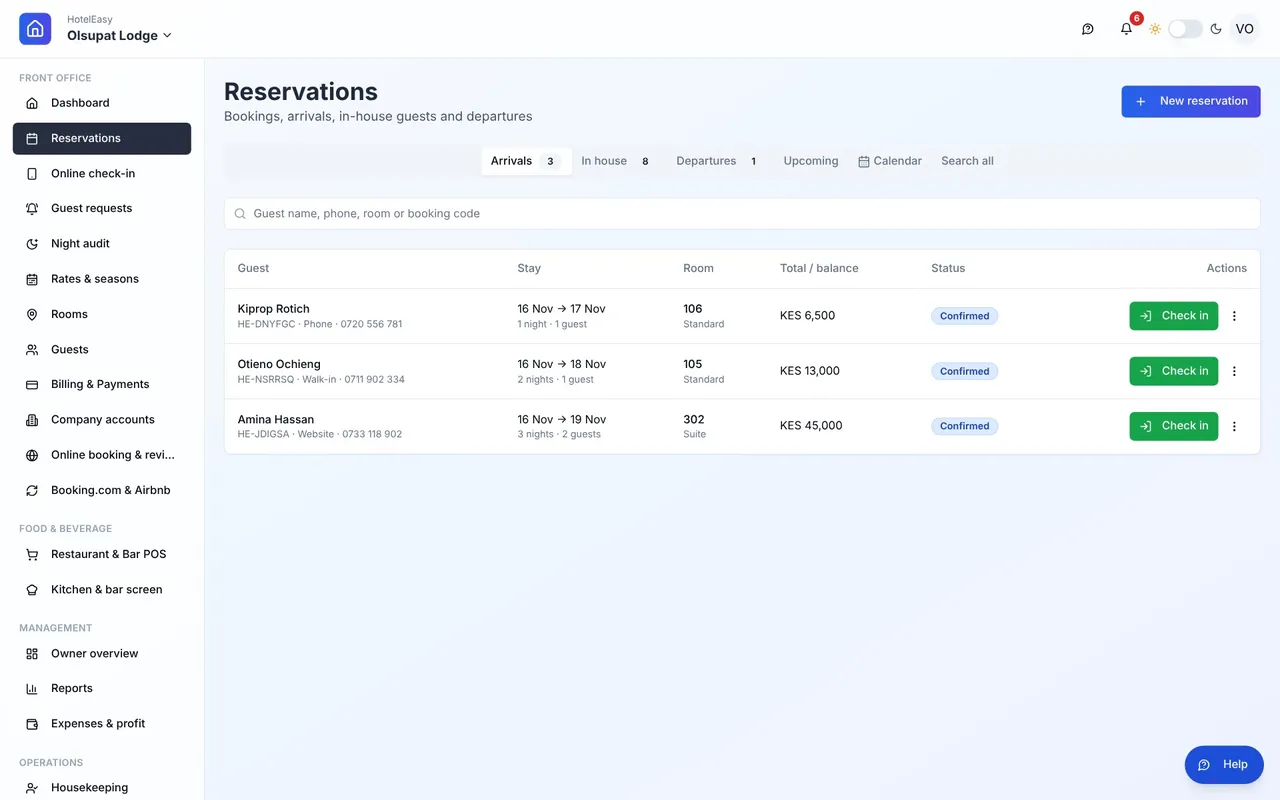 HotelEasy
Olsupat Lodge
6
VO
FRONT OFFICE
Dashboard
Reservations
Online check-in
Guest requests
Night audit
Rates & seasons
Rooms
Guests
Billing & Payments
Company accounts
Online booking & revi...
Booking.com & Airbnb
FOOD & BEVERAGE
Restaurant & Bar POS
Kitchen & bar screen
MANAGEMENT
Owner overview
Reports
Expenses & profit
OPERATIONS
Housekeeping
Reservations
Bookings, arrivals, in-house guests and departures
+ New reservation
Arrivals 3 In house 8 Departures 1 Upcoming Calendar Search all
Guest name, phone, room or booking code
Guest Stay Room Total / balance Status Actions
Kiprop Rotich 16 Nov → 17 Nov 106 KES 6,500 Confirmed Check in
HE-DNYFGC · Phone · 0720 556 781 1 night · 1 guest Standard
Otieno Ochieng 16 Nov → 18 Nov 105 KES 13,000 Confirmed Check in
HE-NSRRSQ · Walk-in · 0711 902 334 2 nights · 1 guest Standard
Amina Hassan 16 Nov → 19 Nov 302 KES 45,000 Confirmed Check in
HE-JDIGSA · Website · 0733 118 902 3 nights · 2 guests Suite
Help